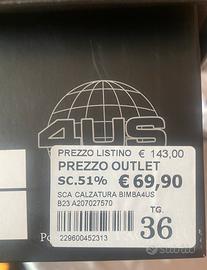 4US
PREZZO LISTINO € 143,00
PREZZO OUTLET
SC.51% € 69,90
SCA CALZATURA BIMBA4US
B23 A207027570
TG.
36
229600452313